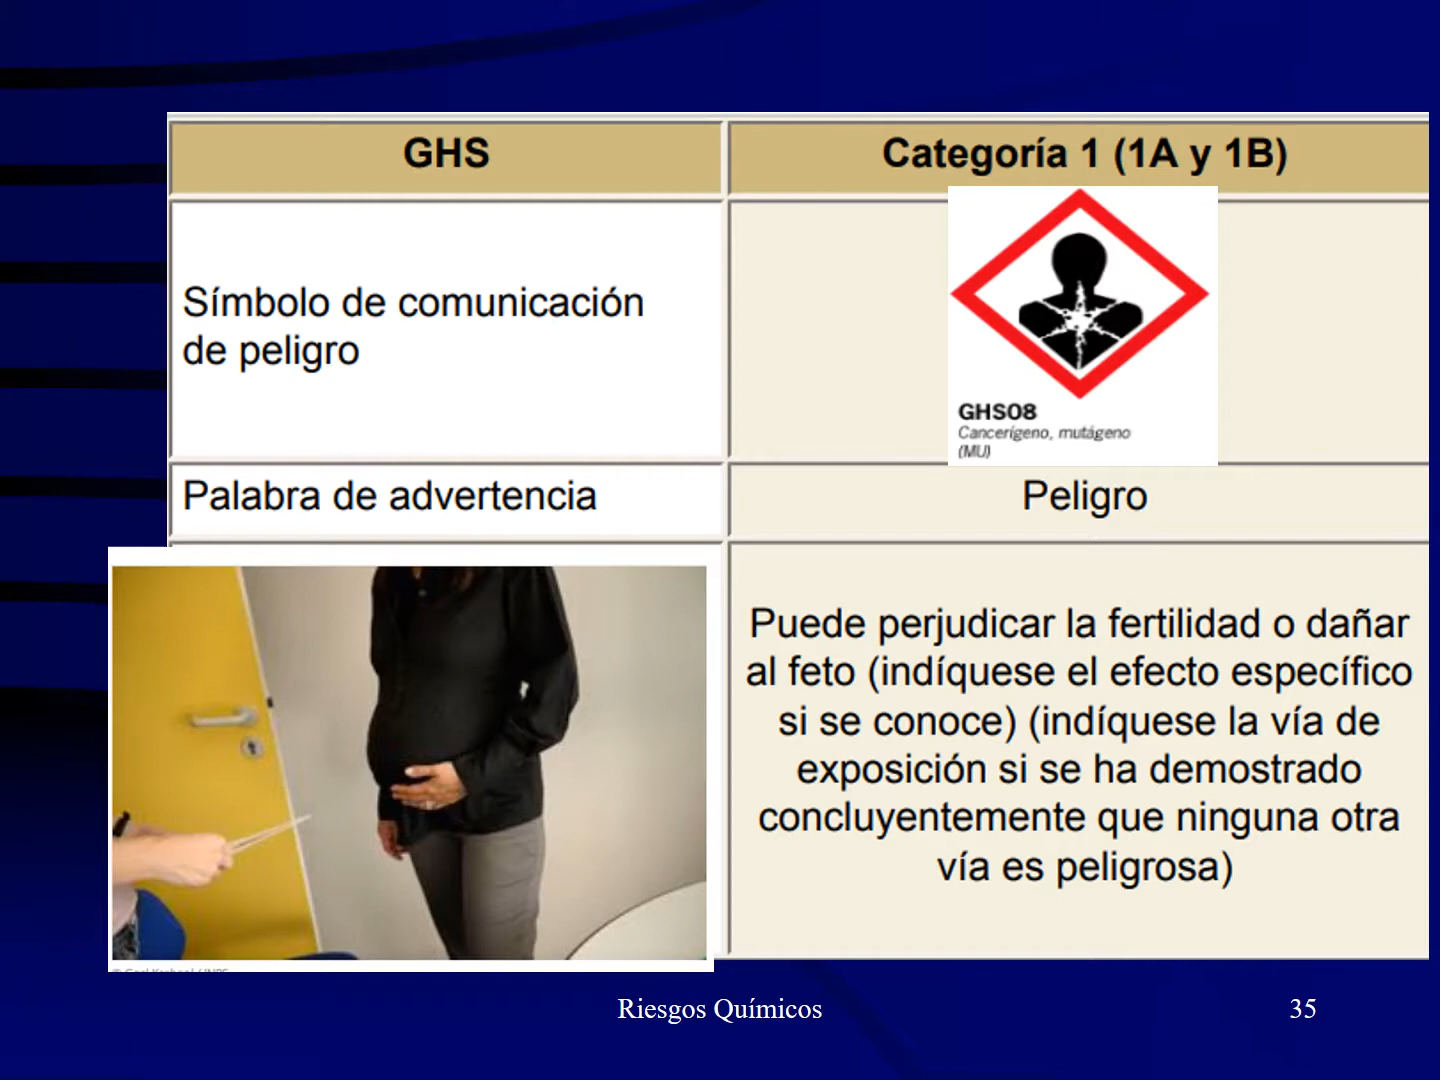 GHS
Categoría 1 (1A y 1B)
Símbolo de comunicación
de peligro
GHS08
Cancerígeno, mutágeno
(MU)
Palabra de advertencia
Peligro
Puede perjudicar la fertilidad o dañar
al feto (indíquese el efecto específico
si se conoce) (indíquese la vía de
exposición si se ha demostrado
concluyentemente que ninguna otra
vía es peligrosa)
Riesgos Químicos
35